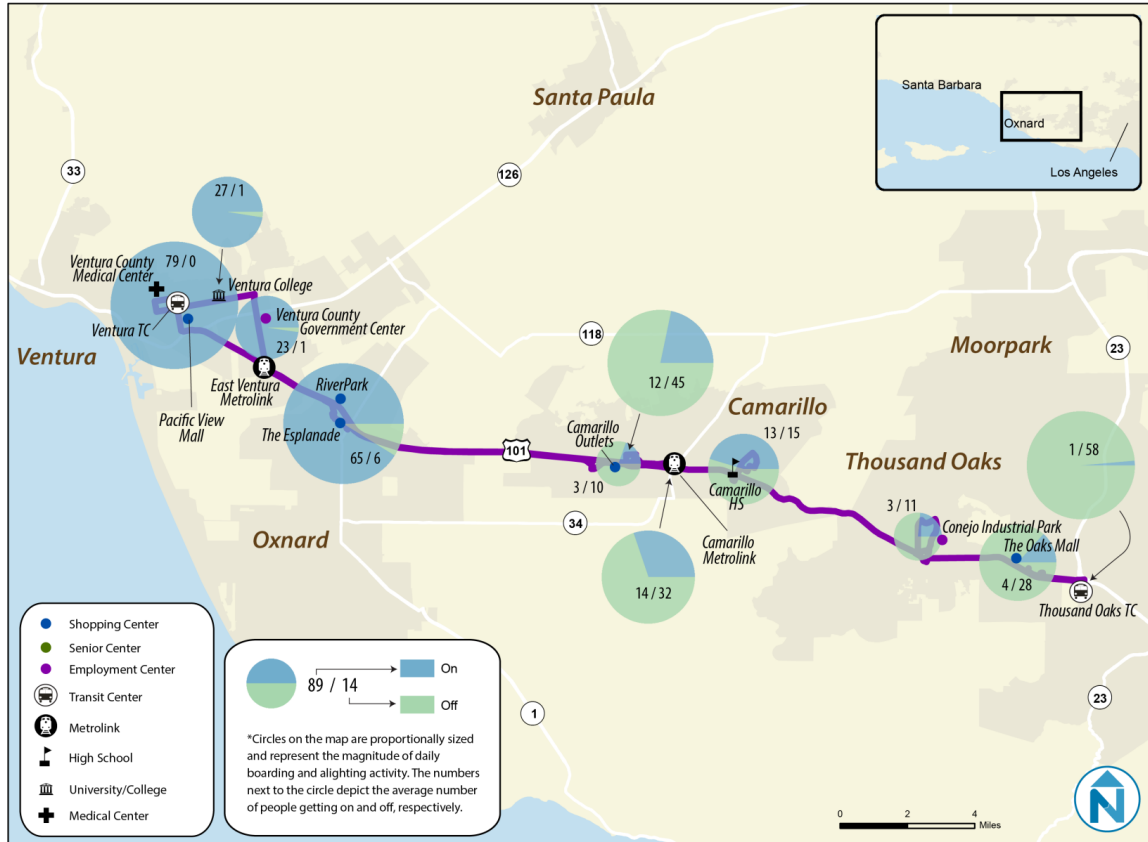 Santa Barbara
Oxnard
Los Angeles
Santa Paula
33
126
27 / 1
Ventura County
Medical Center
79 / 0
Ventura College
Ventura TC
Ventura County
Government Center
23 / 1
118
23
Moorpark
Ventura
East Ventura
Metrolink
RiverPark
12 / 45
Pacific View
Mall
The Esplanade
65 / 6
101
Camarillo
Outlets
3 / 10
Camarillo
13 / 15
Camarillo
HS
Thousand Oaks
1 / 58
34
Oxnard
Camarillo
Metrolink
14 / 32
3 / 11
Conejo Industrial Park
The Oaks Mall
4 / 28
Thousand Oaks TC
Shopping Center
Senior Center
Employment Center
Transit Center
Metrolink
High School
University/College
Medical Center
89 / 14
On
Off
*Circles on the map are proportionally sized
and represent the magnitude of daily
boarding and alighting activity. The numbers
next to the circle depict the average number
of people getting on and off, respectively.
1
23
0
2
4
Miles
N